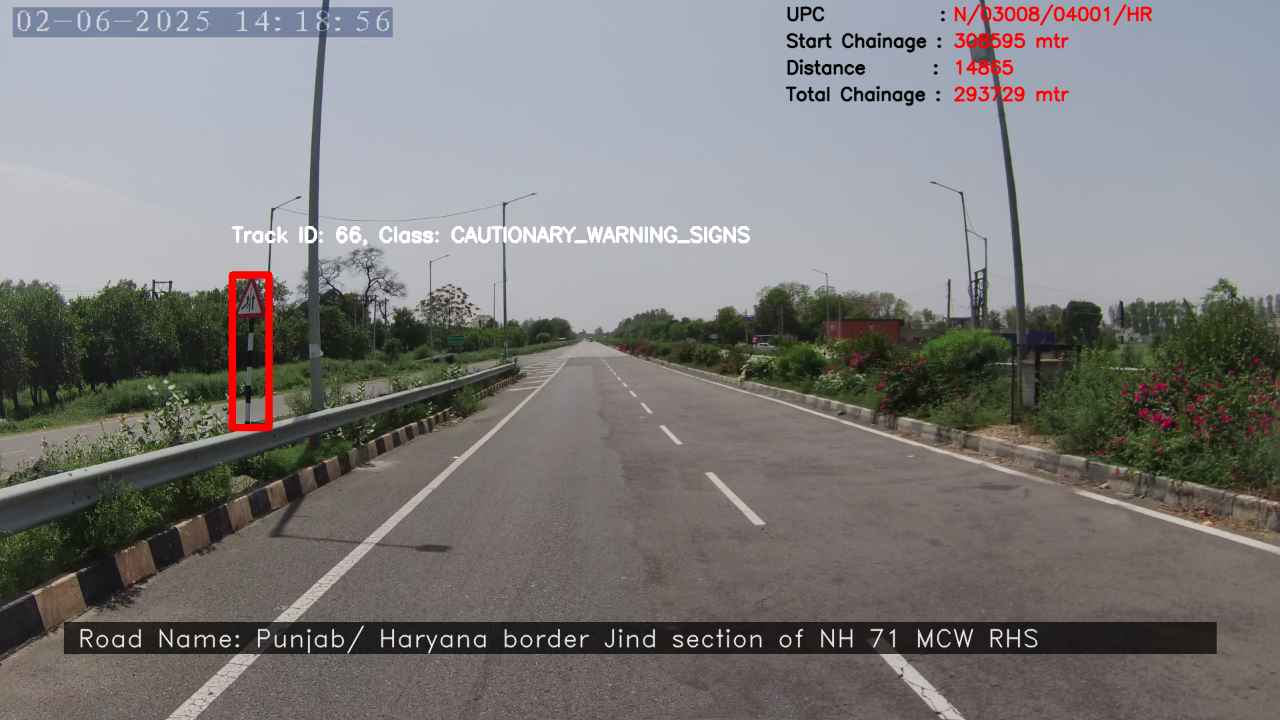 02-06-2025 14:18:56
UPC : N/03008/04001/HR
Start Chainage : 308595 mtr
Distance : 14865
Total Chainage : 293729 mtr
Track ID: 66, Class: CAUTIONARY_WARNING_SIGNS
Road Name: Punjab/ Haryana border Jind section of NH 71 MCW RHS